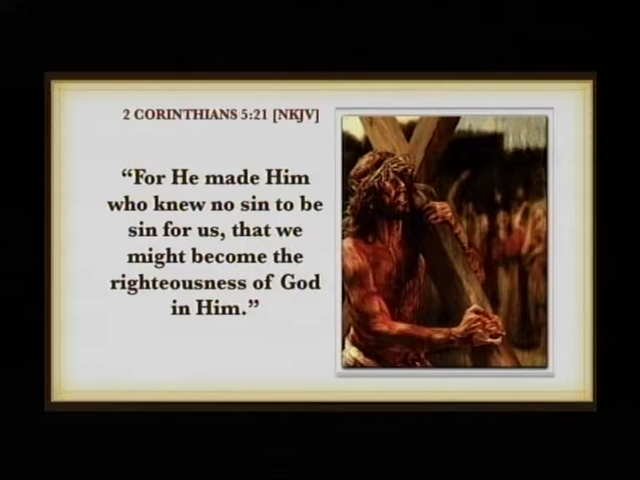 2 CORINTHIANS 5:21 [NKJV]
“For He made Him
who knew no sin to be
sin for us, that we
might become the
righteousness of God
in Him.”